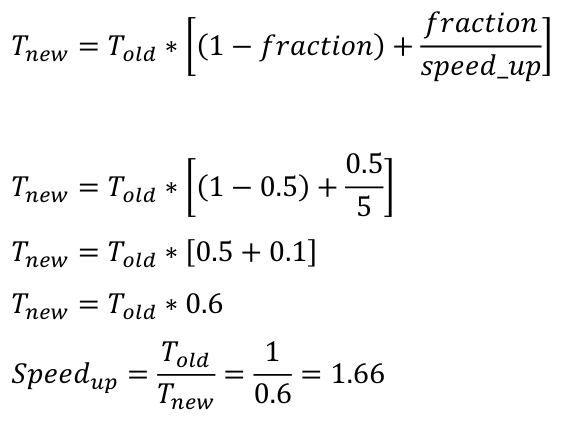 T_new = T_old * [(1 − fraction) + fraction/speed_up]
T_new = T_old * [(1 − 0.5) + 0.5/5]
T_new = T_old * [0.5 + 0.1]
T_new = T_old * 0.6
Speed_up = T_old/T_new = 1/0.6 = 1.66